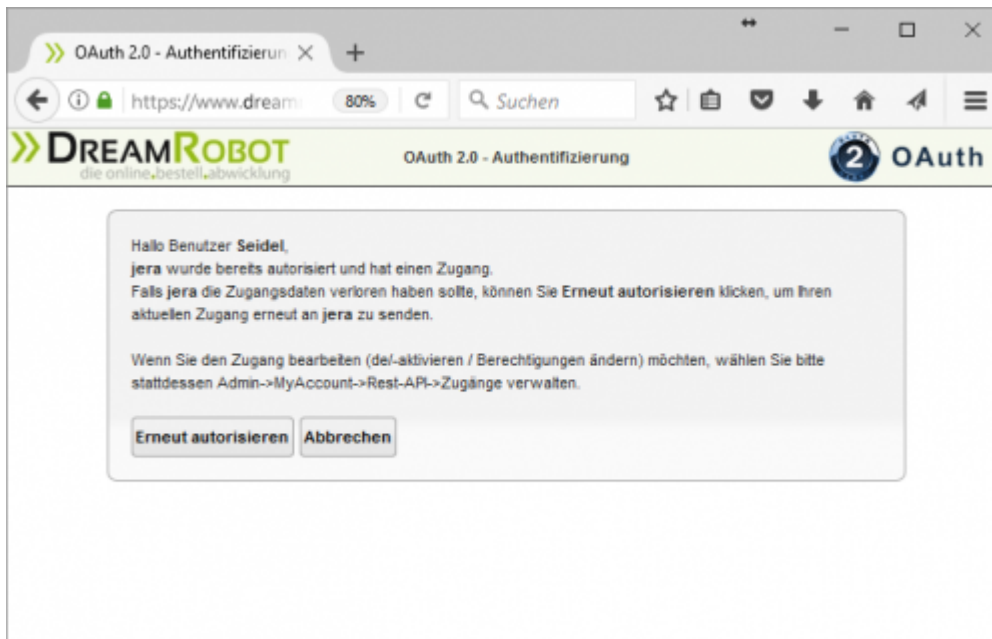 OAuth 2.0 - Authentifizierun
https://www.dream
80%
Suchen
DREAMROBOT
die online.bestell.abwicklung
OAuth 2.0 - Authentifizierung
2
OAuth
Hallo Benutzer Seidel,
jera wurde bereits autorisiert und hat einen Zugang.
Falls jera die Zugangsdaten verloren haben sollte, können Sie Erneut autorisieren klicken, um Ihren
aktuellen Zugang erneut an jera zu senden.
Wenn Sie den Zugang bearbeiten (de/-aktivieren / Berechtigungen ändern) möchten, wählen Sie bitte
stattdessen Admin->MyAccount->Rest-API->Zugänge verwalten.
Erneut autorisieren
Abbrechen